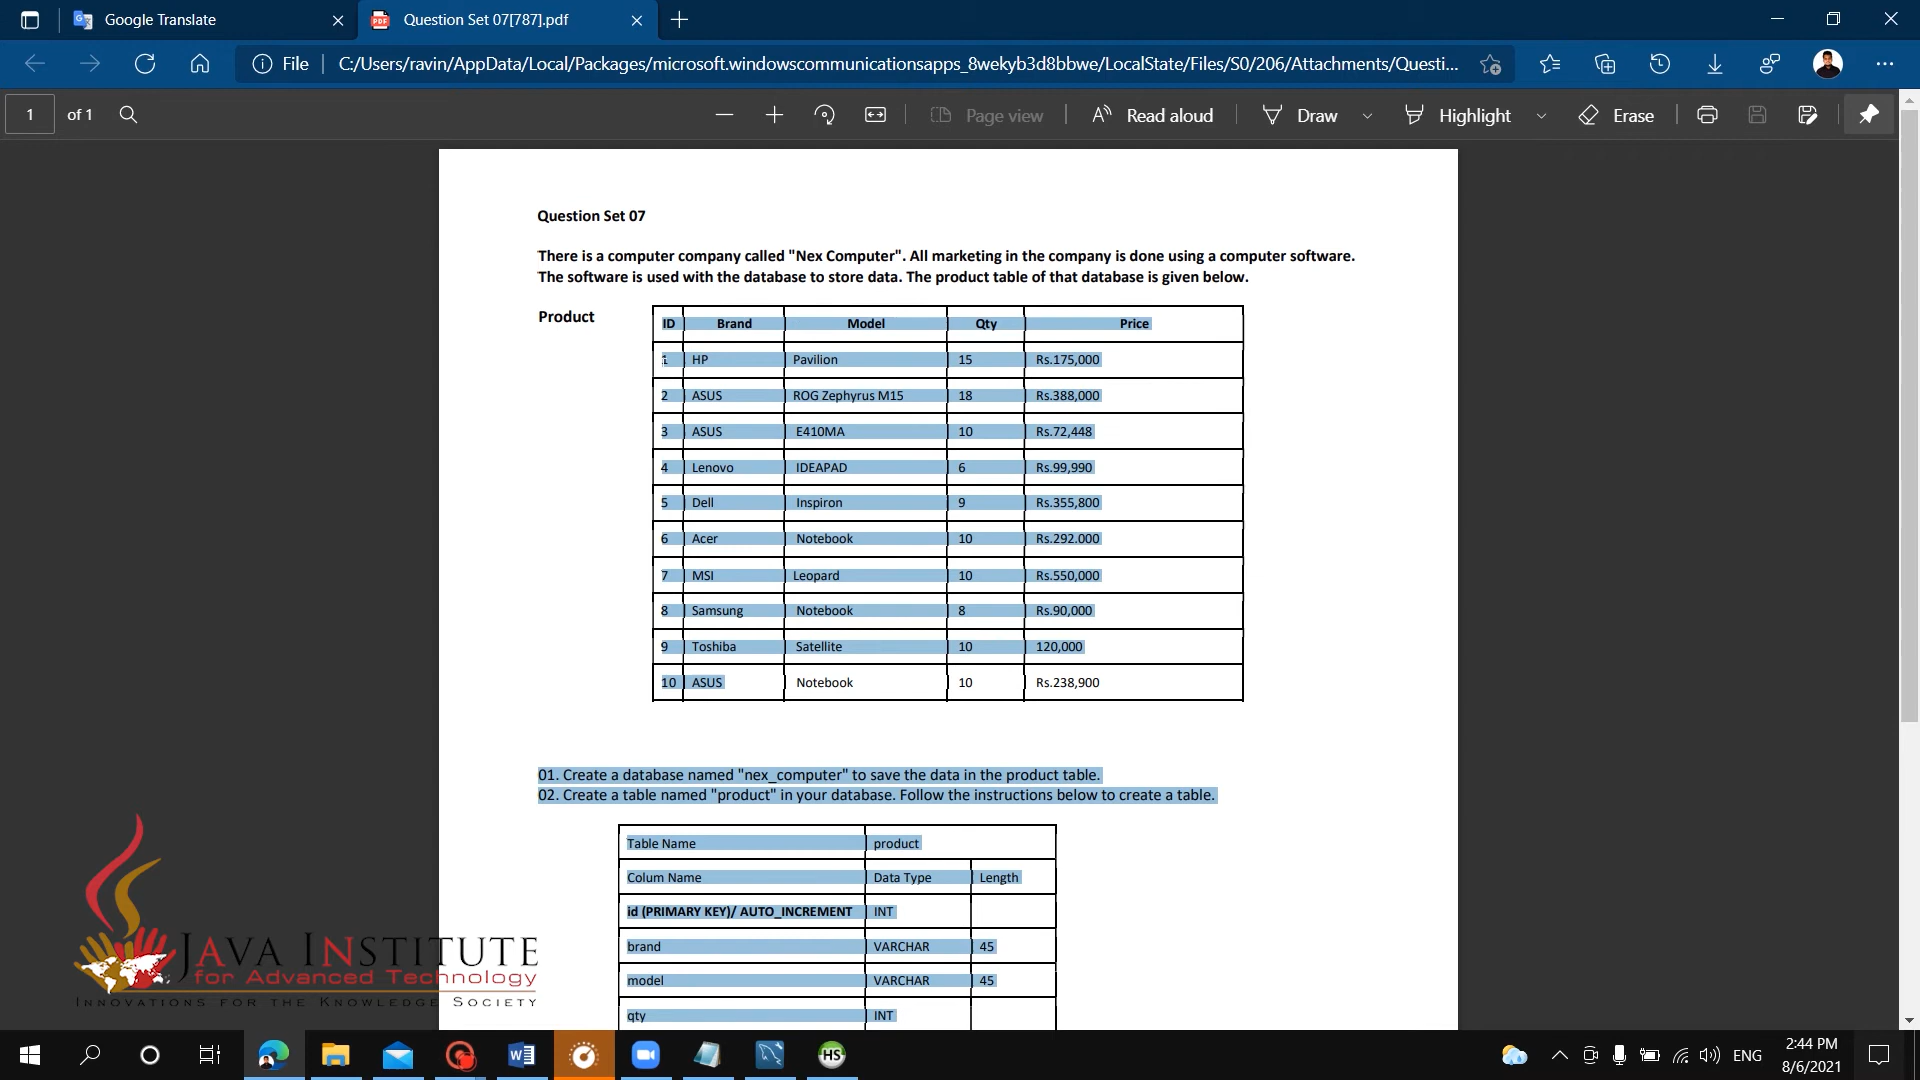 Google Translate
Question Set 07[787].pdf
File
C:/Users/ravin/AppData/Local/Packages/microsoft.windowscommunicationsapps_8wekyb3d8bbwe/LocalState/Files/S0/206/Attachments/Questi...
1 of 1
Page view
Read aloud
Draw
Highlight
Erase
Question Set 07
There is a computer company called "Nex Computer". All marketing in the company is done using a computer software.
The software is used with the database to store data. The product table of that database is given below.
Product
ID Brand Model Qty Price
1 HP Pavilion 15 Rs.175,000
2 ASUS ROG Zephyrus M15 18 Rs.388,000
3 ASUS E410MA 10 Rs.72,448
4 Lenovo IDEAPAD 6 Rs.99,990
5 Dell Inspiron 9 Rs.355,800
6 Acer Notebook 10 Rs.292.000
7 MSI Leopard 10 Rs.550,000
8 Samsung Notebook 8 Rs.90,000
9 Toshiba Satellite 10 120,000
10 ASUS Notebook 10 Rs.238,900
01. Create a database named "nex_computer" to save the data in the product table.
02. Create a table named "product" in your database. Follow the instructions below to create a table.
Table Name product
Colum Name Data Type Length
id (PRIMARY KEY)/ AUTO_INCREMENT INT
brand VARCHAR 45
model VARCHAR 45
qty INT
JAVA INSTITUTE
for Advanced Technology
INNOVATIONS FOR THE KNOWLEDGE SOCIETY
HS
ENG
2:44 PM
8/6/2021